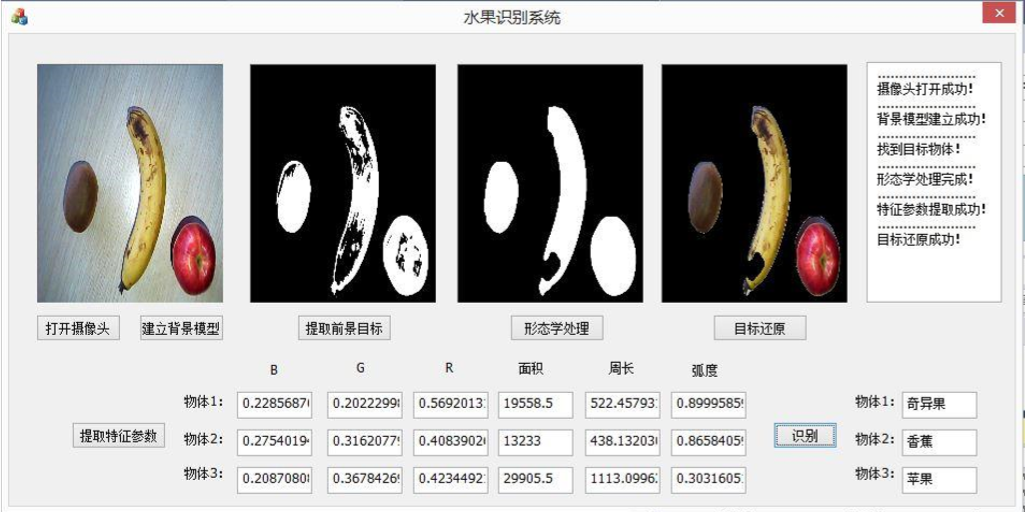 水果识别系统
........................
摄像头打开成功!
........................
背景模型建立成功!
........................
找到目标物体!
........................
形态学处理完成!
........................
特征参数提取成功!
........................
目标还原成功!
打开摄像头 建立背景模型 提取前景目标 形态学处理 目标还原
B G R 面积 周长 弧度
物体1: 0.2285687 0.2022299 0.5692013 19558.5 522.45793 0.8999585 物体1: 奇异果
提取特征参数 物体2: 0.2754019 0.3162077 0.4083902 13233 438.13203 0.8658405 识别 物体2: 香蕉
物体3: 0.2087080 0.3678426 0.4234492 29905.5 1113.0996 0.3031605 物体3: 苹果